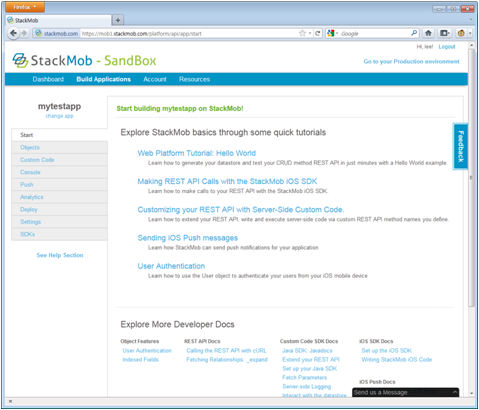 Firefox
StackMob
stackmob.com https://mob1.stackmob.com/platform/api/app/start
Google
Hi, lee! Logout
StackMob - SandBox
Go to your Production environment
Dashboard Build Applications Account Resources
mytestapp
change app
Start
Objects
Custom Code
Console
Push
Analytics
Deploy
Settings
SDKs
See Help Section
Start building mytestapp on StackMob!
Explore StackMob basics through some quick tutorials
Web Platform Tutorial: Hello World
Learn how to generate your datastore and test your CRUD method REST API in just minutes with a Hello World example.
Making REST API Calls with the StackMob iOS SDK
Learn how to make calls to your REST API with the StackMob iOS SDK.
Customizing your REST API with Server-Side Custom Code.
Learn how to extend your REST API: write and execute server-side code via custom REST API method names you define.
Sending iOS Push messages
Learn how StackMob can send push notifications for your application
User Authentication
Learn how to use the User object to authenticate your users from your iOS mobile device
Feedback
Explore More Developer Docs
Object Features
User Authentication
Indexed Fields
REST API Docs
Calling the REST API with cURL
Fetching Relationships: _expand
Custom Code SDK Docs
Java SDK: Javadocs
Extend your REST API
Set up your Java SDK
Fetch Parameters
Server-side Logging
Interact with the datastore
iOS SDK Docs
Set up the iOS SDK
Writing StackMob iOS Code
iOS Push Docs
Send us a Message